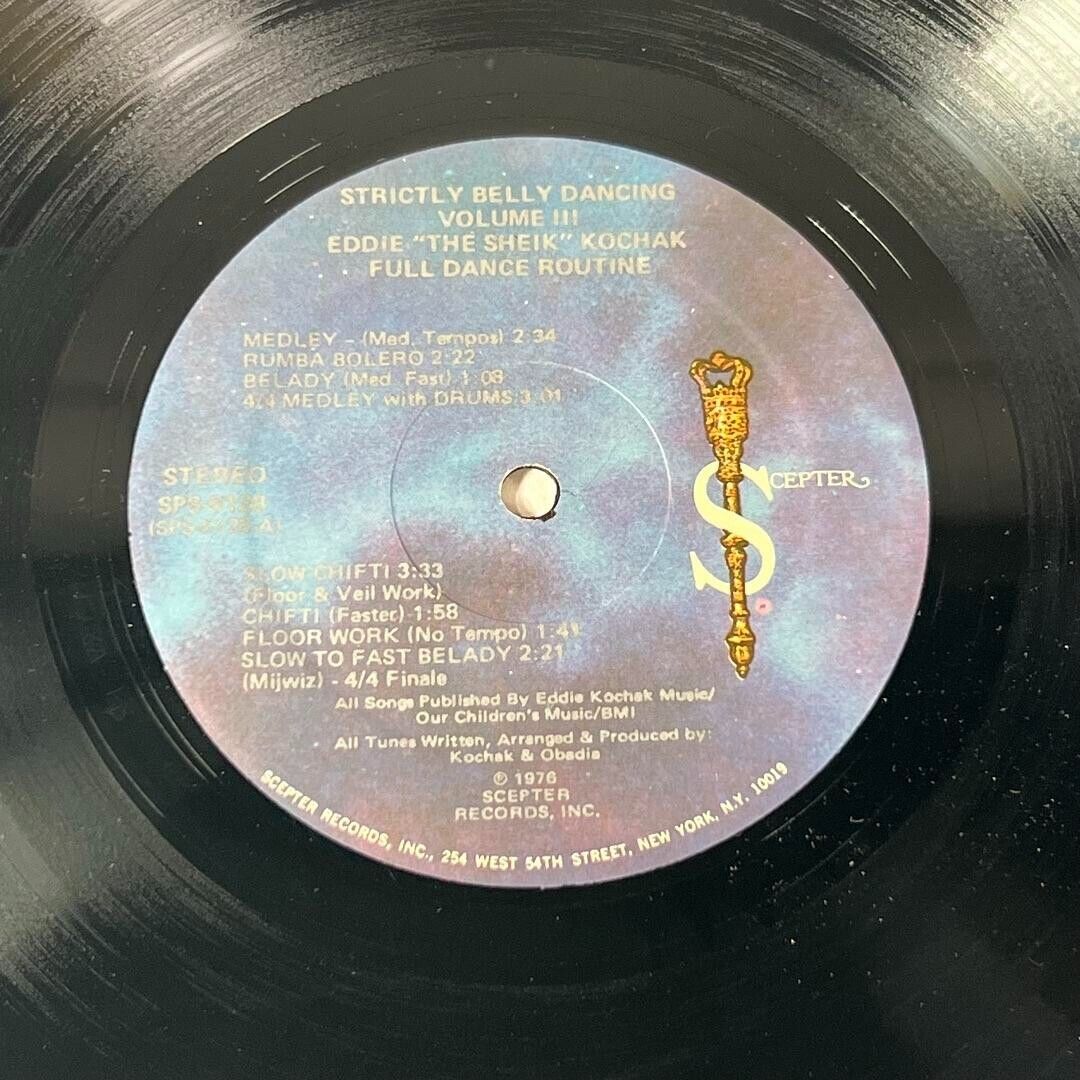 STRICTLY BELLY DANCING
VOLUME III
EDDIE "THE SHEIK" KOCHAK
FULL DANCE ROUTINE
MEDLEY - (Med. Tempos) 2:34
RUMBA BOLERO 2:22
BELADY (Med. Fast) 1:08
4/4 MEDLEY with DRUMS 3:01
STEREO
SCEPTER
SLOW CHIFTI 3:33
(Floor & Veil Work)
CHIFTI (Faster) 1:58
FLOOR WORK (No Tempo) 1:41
SLOW TO FAST BELADY 2:21
(Mijwiz) - 4/4 Finale
All Songs Published By Eddie Kochak Music/
Our Children's Music/BMI
All Tunes Written, Arranged & Produced by:
Kochak & Obadia
℗ 1976
SCEPTER
RECORDS, INC.
SCEPTER RECORDS, INC., 254 WEST 54TH STREET, NEW YORK, N.Y. 10019